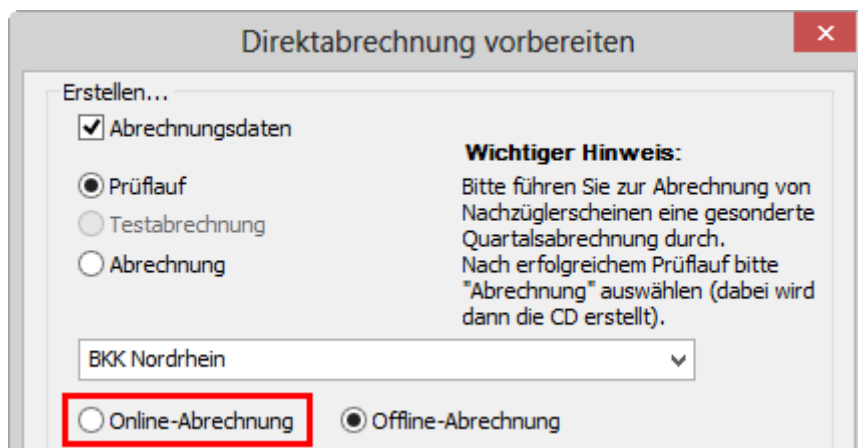 Direktabrechnung vorbereiten
Erstellen...
Abrechnungsdaten
Prüflauf
Testabrechnung
Abrechnung
Wichtiger Hinweis:
Bitte führen Sie zur Abrechnung von
Nachzüglerscheinen eine gesonderte
Quartalsabrechnung durch.
Nach erfolgreichem Prüflauf bitte
"Abrechnung" auswählen (dabei wird
dann die CD erstellt).
BKK Nordrhein
Online-Abrechnung Offline-Abrechnung